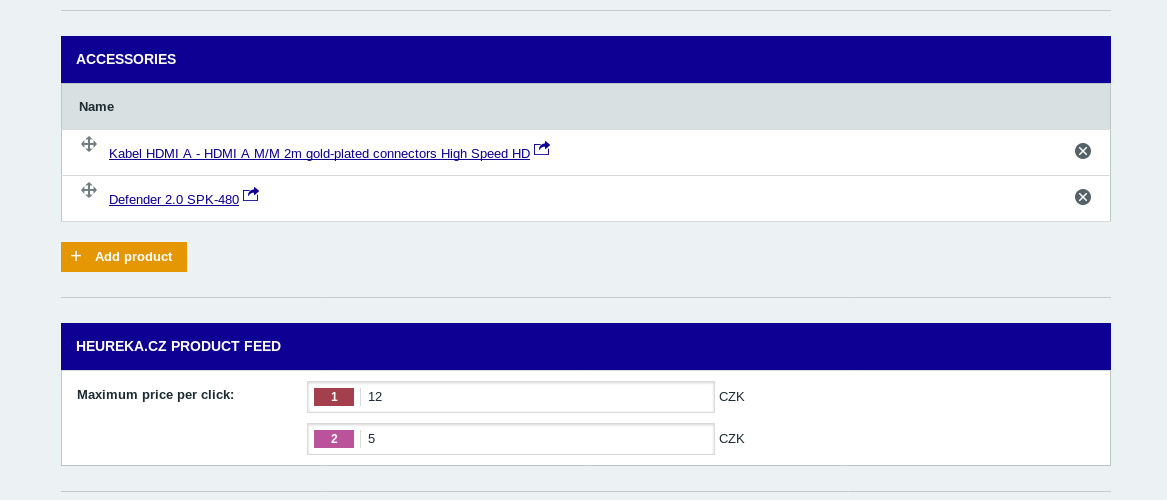 ACCESSORIES
Name
Kabel HDMI A - HDMI A M/M 2m gold-plated connectors High Speed HD
Defender 2.0 SPK-480
+ Add product
HEUREKA.CZ PRODUCT FEED
Maximum price per click: 1 12 CZK
2 5 CZK